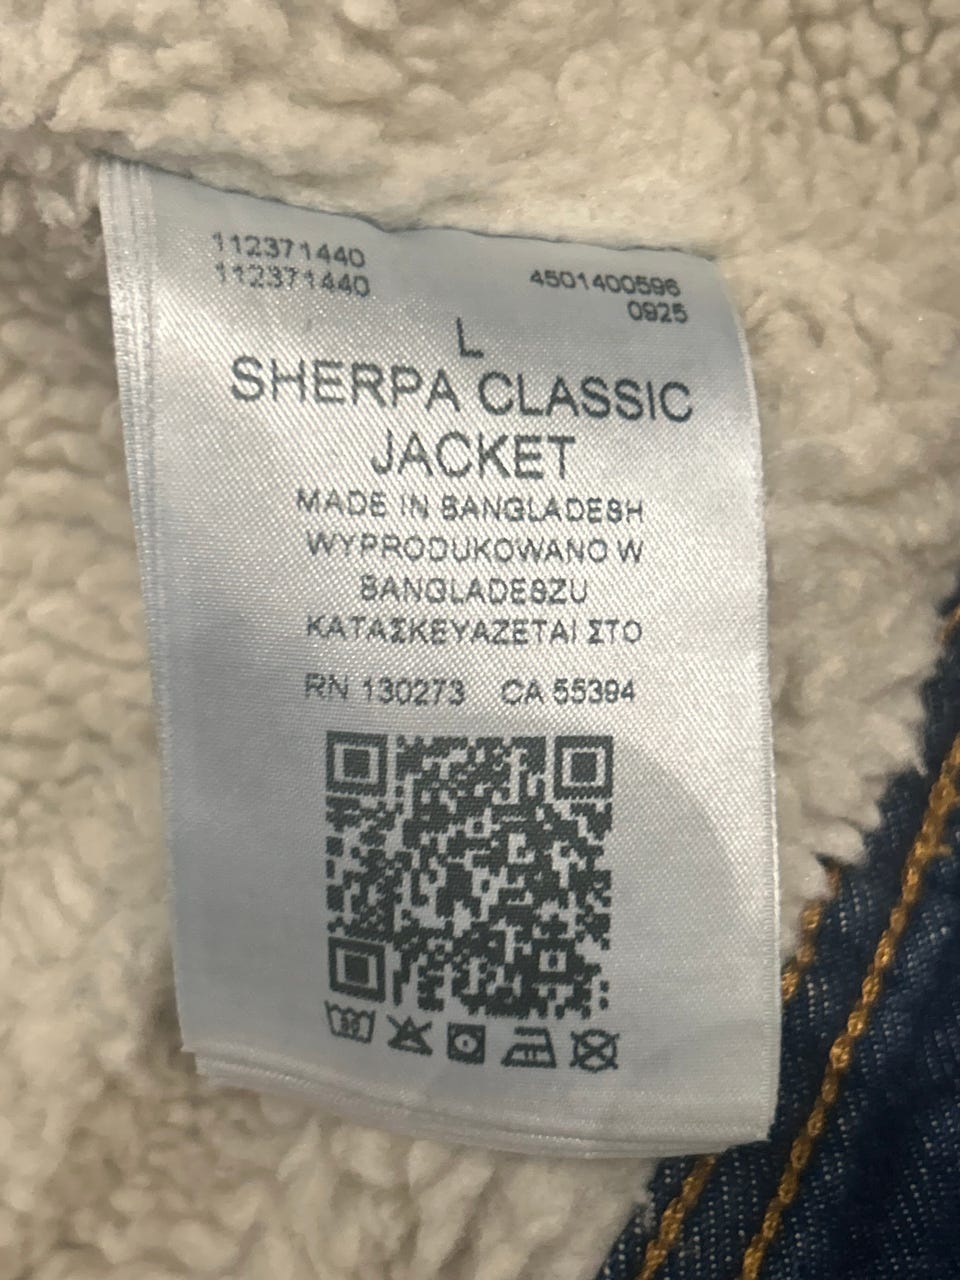 112371440
112371440
4501400596
0925
L
SHERPA CLASSIC
JACKET
MADE IN BANGLADESH
WYPRODUKOWANO W
BANGLADESZU
ΚΑΤΑΣΚΕΥΑΖΕΤΑΙ ΣΤΟ
RN 130273 CA 55394